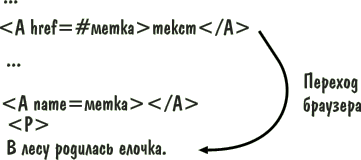 ...
<A href=#метка>текст</A>
...
Переход
браузера
<A name=метка></A>
<P>
В лесу родилась елочка.